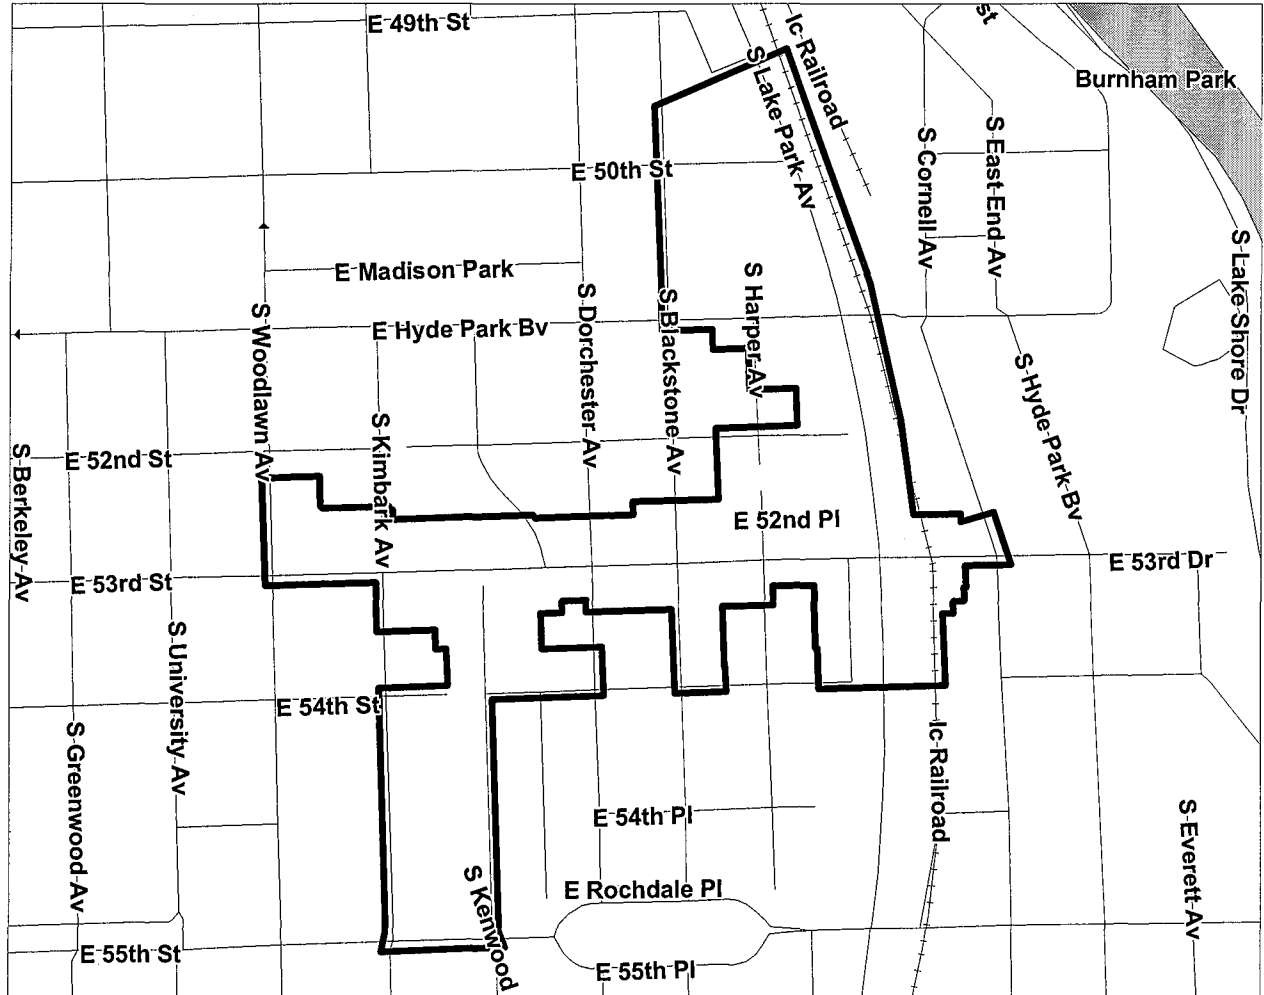 E 49th St
st
Ic-Railroad
S Lake-Park-Av
Burnham Park
S-Cornell-Av
S-East-End-Av
E 50th St
S-Lake-Shore Dr
E Madison Park
S Harper-Av
S-Woodlawn Av
E Hyde Park Bv
S-Dorchester-Av
S-Blackstone-Av
S-Hyde-Park-Bv
S-Kimbark Av
S-Berkeley-Av
E 52nd St
E 52nd Pl
E 53rd St
E 53rd Dr
S-University-Av
E 54th St
S-Greenwood-Av
Ic-Railroad
E 54th Pl
S-Everett-Av
S Kenwood
E Rochdale Pl
E 55th St
E 55th Pl